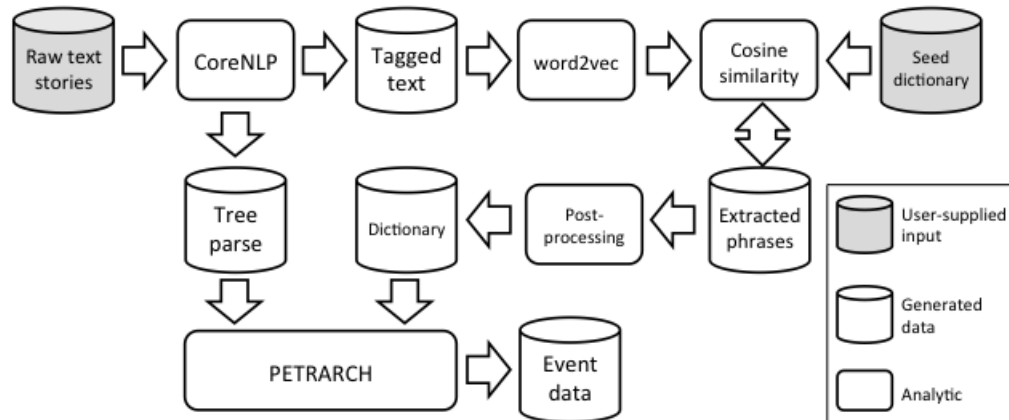 Raw text
stories
CoreNLP
Tagged
text
word2vec
Cosine
similarity
Seed
dictionary
Tree
parse
Dictionary
Post-
processing
Extracted
phrases
PETRARCH
Event
data
User-supplied
input
Generated
data
Analytic